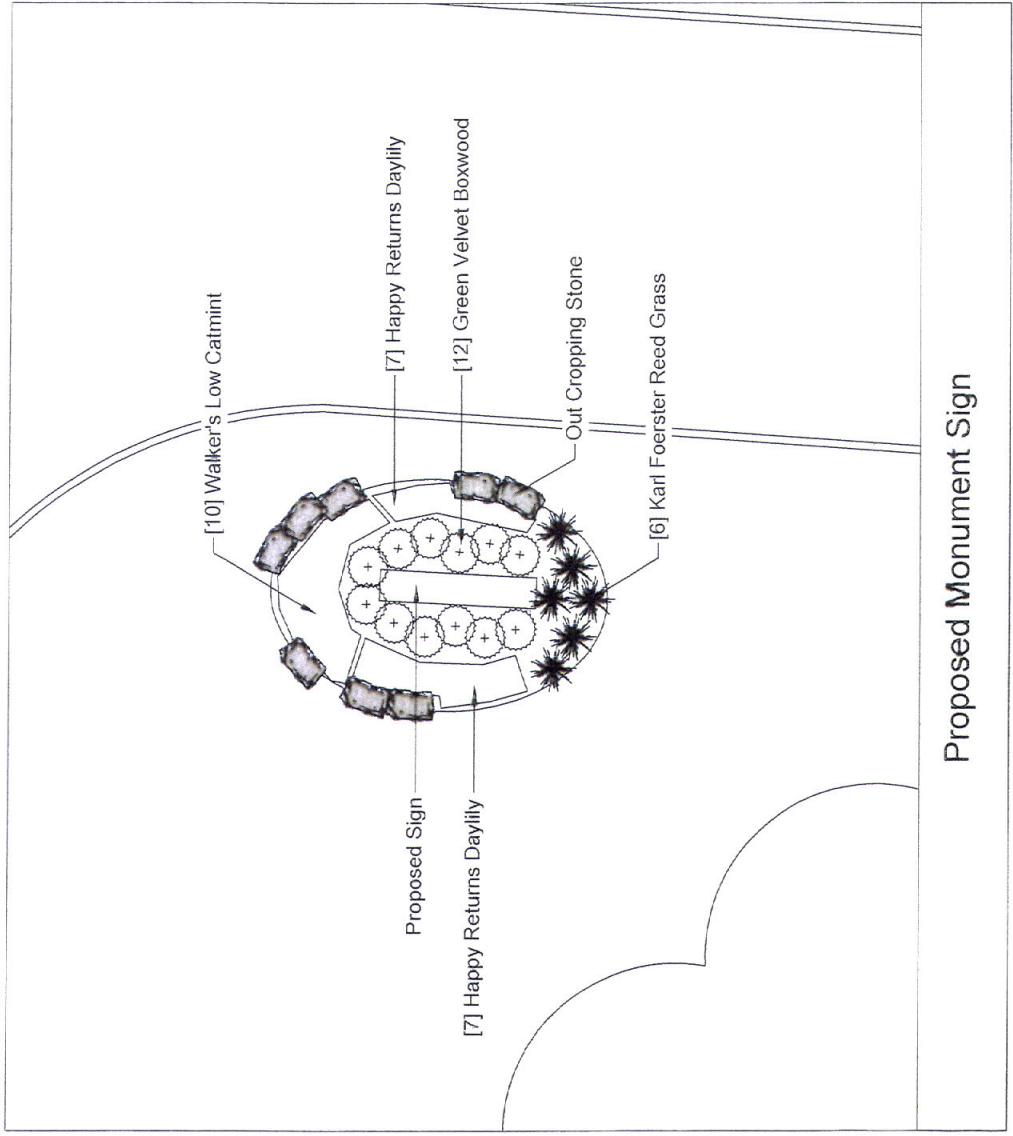 [10] Walker's Low Catmint
[7] Happy Returns Daylily
[12] Green Velvet Boxwood
Out Cropping Stone
[6] Karl Foerster Reed Grass
Proposed Sign
[7] Happy Returns Daylily
Proposed Monument Sign